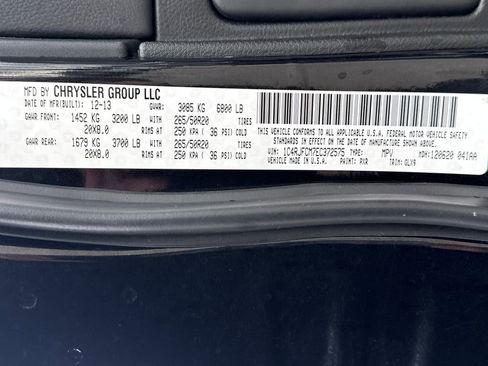 MFD BY CHRYSLER GROUP LLC
DATE OF MFR(BUILT): 12-13 GVWR: 3085 KG 6800 LB
GAWR FRONT: 1452 KG 3200 LB WITH 265/50R20 TIRES
20X8.0 RIMS AT 250 KPA ( 36 PSI) COLD
GAWR REAR: 1679 KG 3700 LB WITH 265/50R20 TIRES
20X8.0 RIMS AT 250 KPA ( 36 PSI) COLD
THIS VEHICLE CONFORMS TO ALL APPLICABLE U.S.A. FEDERAL MOTOR VEHICLE SAFETY
STANDARDS IN EFFECT ON THE DATE OF MANUFACTURE SHOWN ABOVE.
VIN: 1C4RJFCM7EC372575 TYPE: MPV MDH: 120620 041AA
MADE IN U.S.A. PAINT: PXR TRIM: GLX9